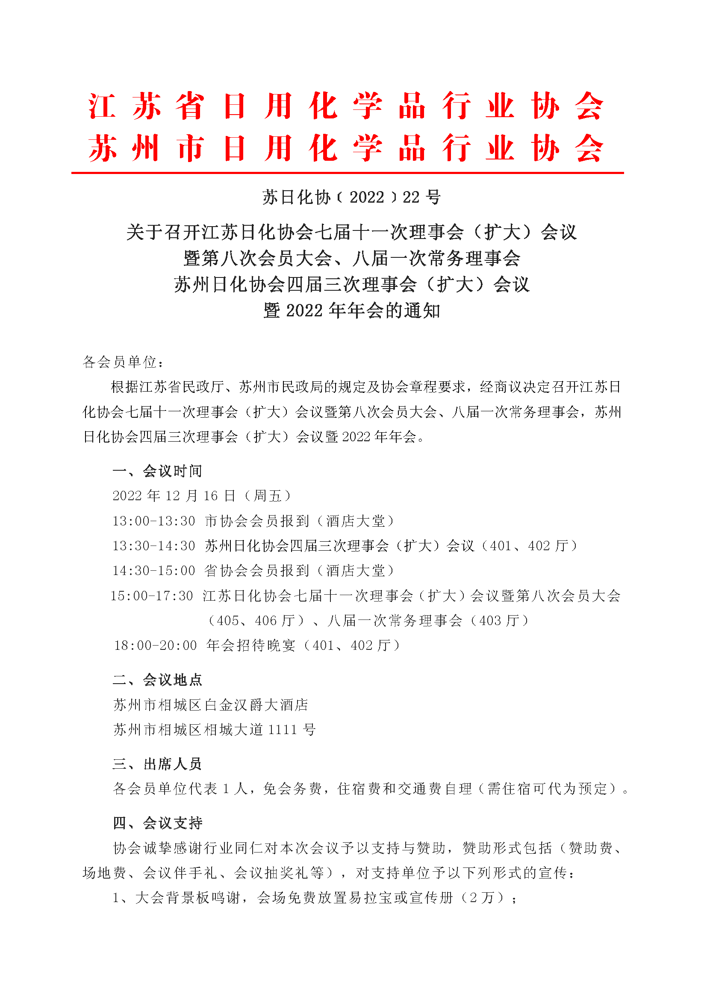 江苏省日用化学品行业协会
苏州市日用化学品行业协会
苏日化协﹝2022﹞22号
关于召开江苏日化协会七届十一次理事会（扩大）会议
暨第八次会员大会、八届一次常务理事会
苏州日化协会四届三次理事会（扩大）会议
暨 2022 年年会的通知
各会员单位：
根据江苏省民政厅、苏州市民政局的规定及协会章程要求，经商议决定召开江苏日
化协会七届十一次理事会（扩大）会议暨第八次会员大会、八届一次常务理事会，苏州
日化协会四届三次理事会（扩大）会议暨 2022 年年会。
一、会议时间
2022 年 12 月 16 日（周五）
13:00-13:30 市协会会员报到（酒店大堂）
13:30-14:30 苏州日化协会四届三次理事会（扩大）会议（401、402 厅）
14:30-15:00 省协会会员报到（酒店大堂）
15:00-17:30 江苏日化协会七届十一次理事会（扩大）会议暨第八次会员大会
（405、406 厅）、八届一次常务理事会（403 厅）
18:00-20:00 年会招待晚宴（401、402 厅）
二、会议地点
苏州市相城区白金汉爵大酒店
苏州市相城区相城大道 1111 号
三、出席人员
各会员单位代表 1 人，免会务费，住宿费和交通费自理（需住宿可代为预定）。
四、会议支持
协会诚挚感谢行业同仁对本次会议予以支持与赞助，赞助形式包括（赞助费、
场地费、会议伴手礼、会议抽奖礼等），对支持单位予以下列形式的宣传：
1、大会背景板鸣谢，会场免费放置易拉宝或宣传册（2 万）；